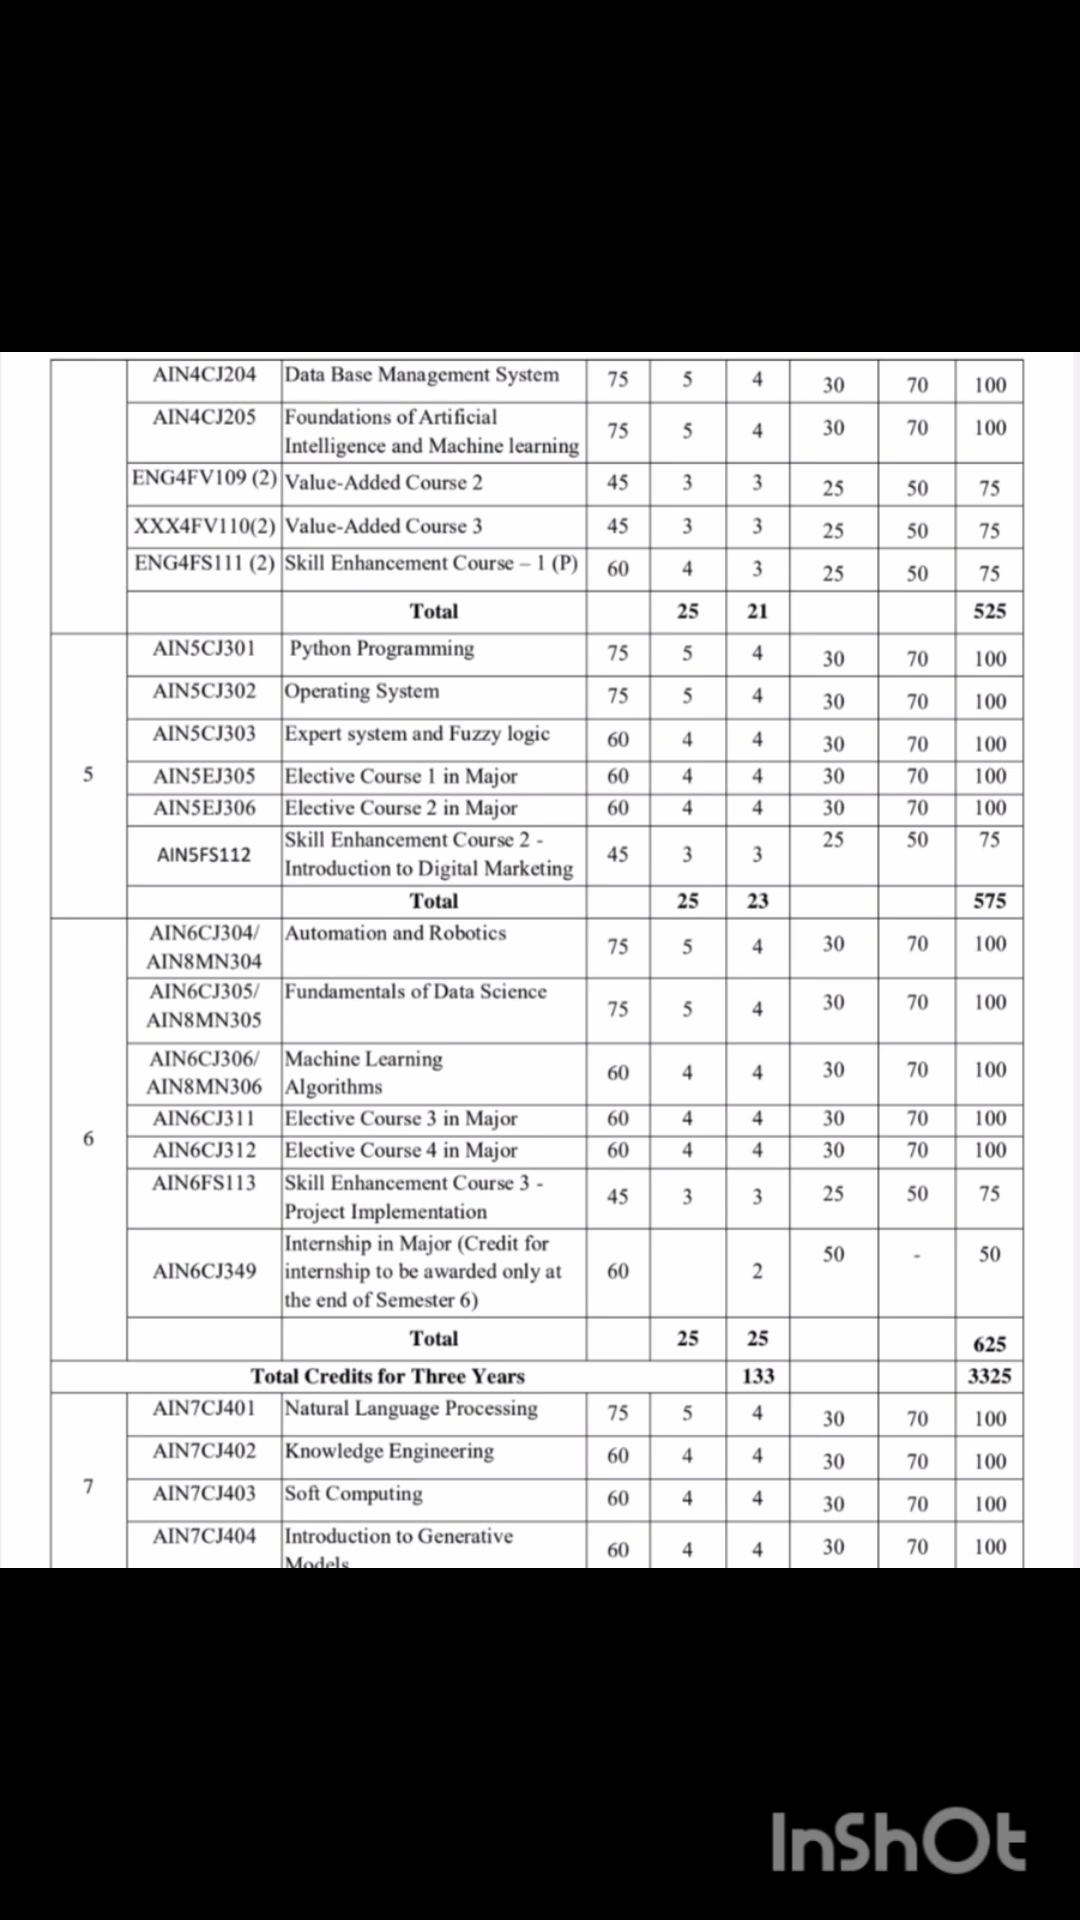 AIN4CJ204 Data Base Management System 75 5 4 30 70 100
AIN4CJ205 Foundations of Artificial
Intelligence and Machine learning 75 5 4 30 70 100
ENG4FV109 (2) Value-Added Course 2 45 3 3 25 50 75
XXX4FV110(2) Value-Added Course 3 45 3 3 25 50 75
ENG4FS111 (2) Skill Enhancement Course – 1 (P) 60 4 3 25 50 75
Total 25 21 525
5
AIN5CJ301 Python Programming 75 5 4 30 70 100
AIN5CJ302 Operating System 75 5 4 30 70 100
AIN5CJ303 Expert system and Fuzzy logic 60 4 4 30 70 100
AIN5EJ305 Elective Course 1 in Major 60 4 4 30 70 100
AIN5EJ306 Elective Course 2 in Major 60 4 4 30 70 100
AIN5FS112 Skill Enhancement Course 2 -
Introduction to Digital Marketing 45 3 3 25 50 75
Total 25 23 575
6
AIN6CJ304/ Automation and Robotics
AIN8MN304 75 5 4 30 70 100
AIN6CJ305/ Fundamentals of Data Science
AIN8MN305 75 5 4 30 70 100
AIN6CJ306/ Machine Learning
AIN8MN306 Algorithms 60 4 4 30 70 100
AIN6CJ311 Elective Course 3 in Major 60 4 4 30 70 100
AIN6CJ312 Elective Course 4 in Major 60 4 4 30 70 100
AIN6FS113 Skill Enhancement Course 3 -
Project Implementation 45 3 3 25 50 75
Internship in Major (Credit for
AIN6CJ349 internship to be awarded only at 60 2 50 - 50
the end of Semester 6)
Total 25 25 625
Total Credits for Three Years 133 3325
7
AIN7CJ401 Natural Language Processing 75 5 4 30 70 100
AIN7CJ402 Knowledge Engineering 60 4 4 30 70 100
AIN7CJ403 Soft Computing 60 4 4 30 70 100
AIN7CJ404 Introduction to Generative
Models 60 4 4 30 70 100
InShOt